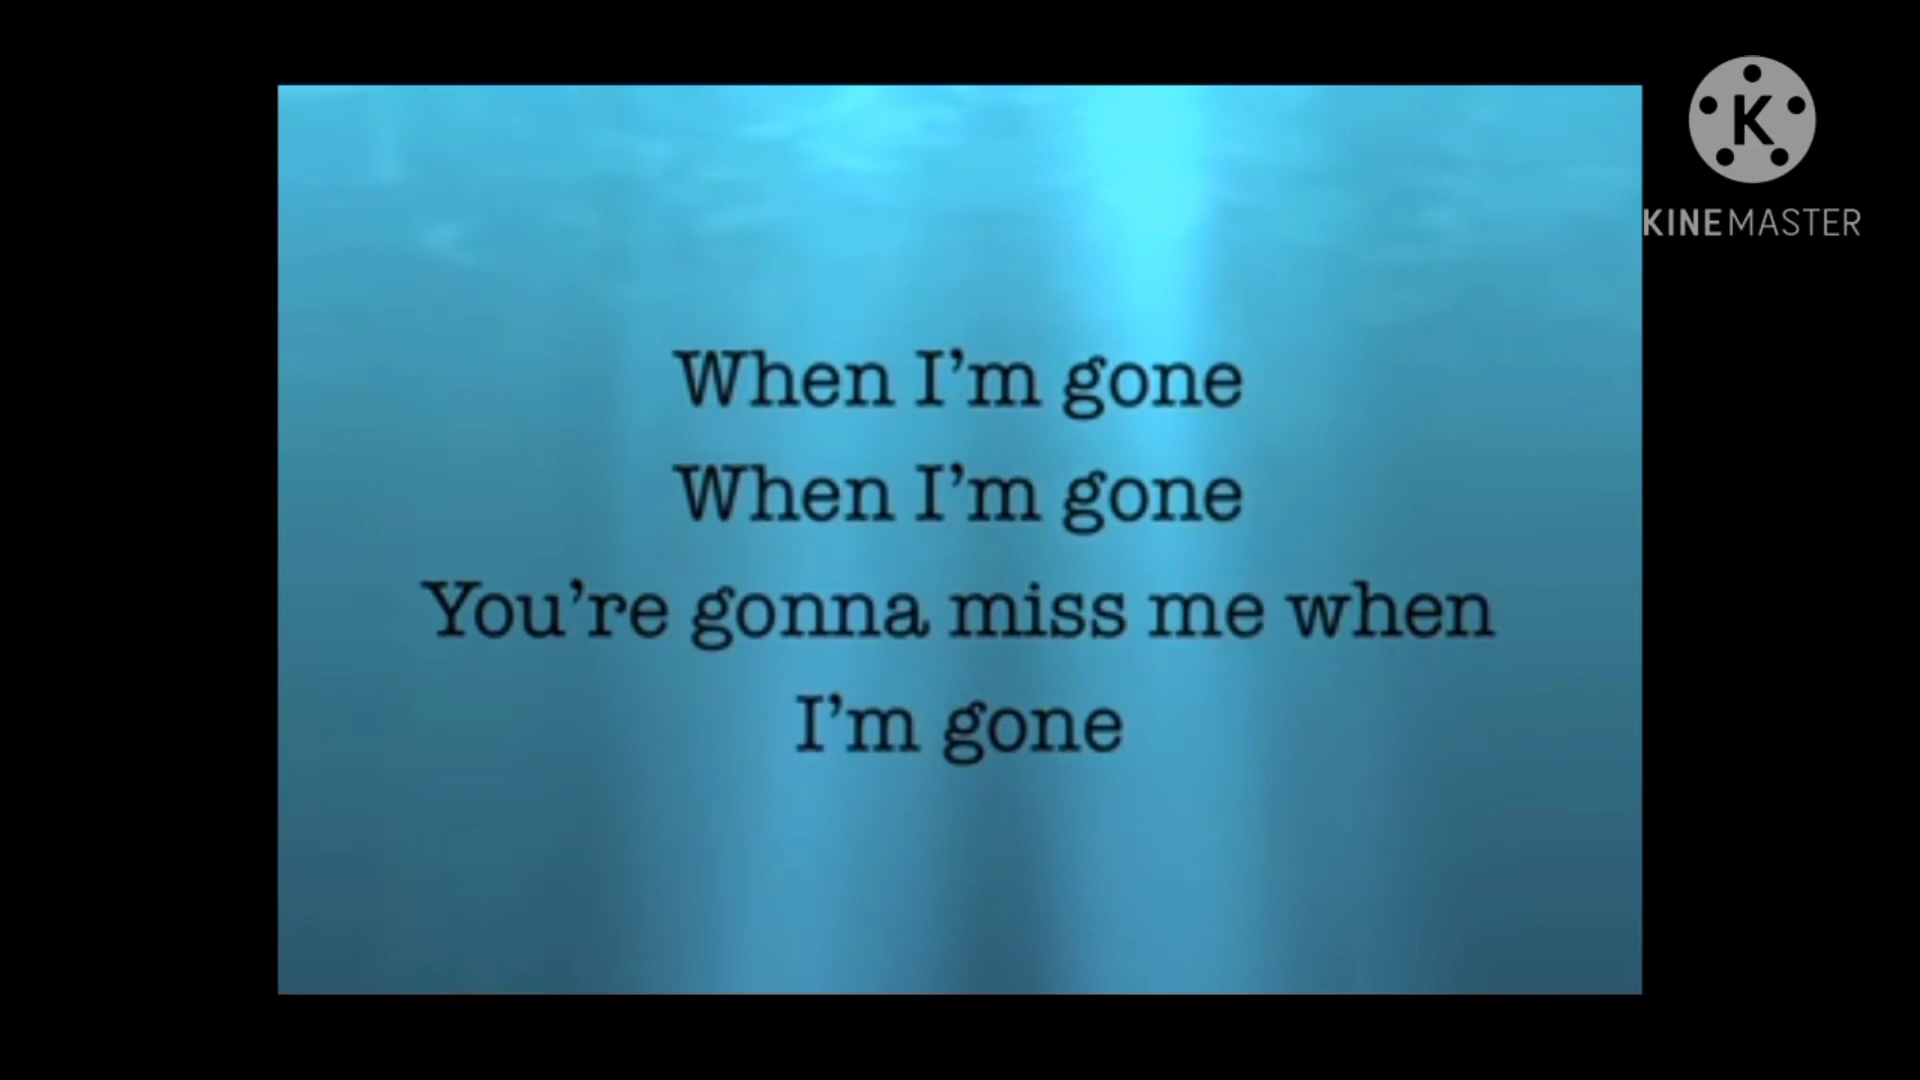 K
KINEMASTER
When I’m gone
When I’m gone
You’re gonna miss me when
I’m gone